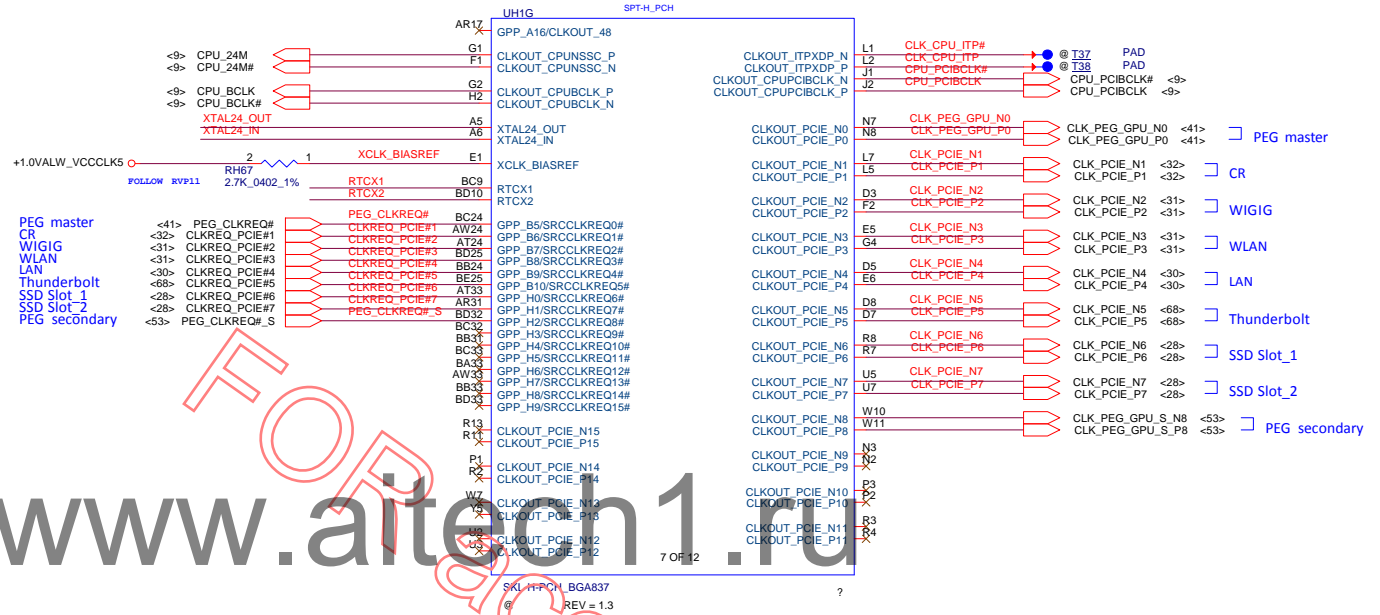 UH1G
SPT-H_PCH
AR17 GPP_A16/CLKOUT_48
<9> CPU_24M G1 CLKOUT_CPUNSSC_P
<9> CPU_24M# F1 CLKOUT_CPUNSSC_N
<9> CPU_BCLK G2 CLKOUT_CPUBCLK_P
<9> CPU_BCLK# H2 CLKOUT_CPUBCLK_N
XTAL24_OUT A5 XTAL24_OUT
XTAL24_IN A6 XTAL24_IN
+1.0VALW_VCCCLK5 2 1 XCLK_BIASREF E1 XCLK_BIASREF
RH67
FOLLOW RVP11 2.7K_0402_1%
RTCX1 BC9 RTCX1
RTCX2 BD10 RTCX2
PEG master <41> PEG_CLKREQ# PEG_CLKREQ# BC24 GPP_B5/SRCCLKREQ0#
CR <32> CLKREQ_PCIE#1 CLKREQ_PCIE#1 AW24 GPP_B6/SRCCLKREQ1#
WIGIG <31> CLKREQ_PCIE#2 CLKREQ_PCIE#2 AT24 GPP_B7/SRCCLKREQ2#
WLAN <31> CLKREQ_PCIE#3 CLKREQ_PCIE#3 BD25 GPP_B8/SRCCLKREQ3#
LAN <30> CLKREQ_PCIE#4 CLKREQ_PCIE#4 BB24 GPP_B9/SRCCLKREQ4#
Thunderbolt <68> CLKREQ_PCIE#5 CLKREQ_PCIE#5 BE25 GPP_B10/SRCCLKREQ5#
SSD Slot_1 <28> CLKREQ_PCIE#6 CLKREQ_PCIE#6 AT33 GPP_H0/SRCCLKREQ6#
SSD Slot_2 <28> CLKREQ_PCIE#7 CLKREQ_PCIE#7 AR31 GPP_H1/SRCCLKREQ7#
PEG secondary <53> PEG_CLKREQ#_S PEG_CLKREQ#_S BD32 GPP_H2/SRCCLKREQ8#
BC32 GPP_H3/SRCCLKREQ9#
BB31 GPP_H4/SRCCLKREQ10#
BC33 GPP_H5/SRCCLKREQ11#
BA33 GPP_H6/SRCCLKREQ12#
AW33 GPP_H7/SRCCLKREQ13#
BB33 GPP_H8/SRCCLKREQ14#
BD33 GPP_H9/SRCCLKREQ15#
R13 CLKOUT_PCIE_N15
R11 CLKOUT_PCIE_P15
P1 CLKOUT_PCIE_N14
R2 CLKOUT_PCIE_P14
W7 CLKOUT_PCIE_N13
Y5 CLKOUT_PCIE_P13
U2 CLKOUT_PCIE_N12
U3 CLKOUT_PCIE_P12
CLKOUT_ITPXDP_N L1 CLK_CPU_ITP# @ T37 PAD
CLKOUT_ITPXDP_P L2 CLK_CPU_ITP @ T38 PAD
CLKOUT_CPUPCIBCLK_N J1 CPU_PCIBCLK# CPU_PCIBCLK# <9>
CLKOUT_CPUPCIBCLK_P J2 CPU_PCIBCLK CPU_PCIBCLK <9>
CLKOUT_PCIE_N0 N7 CLK_PEG_GPU_N0 CLK_PEG_GPU_N0 <41>
CLKOUT_PCIE_P0 N8 CLK_PEG_GPU_P0 CLK_PEG_GPU_P0 <41>
PEG master
CLKOUT_PCIE_N1 L7 CLK_PCIE_N1 CLK_PCIE_N1 <32>
CLKOUT_PCIE_P1 L5 CLK_PCIE_P1 CLK_PCIE_P1 <32>
CR
CLKOUT_PCIE_N2 D3 CLK_PCIE_N2 CLK_PCIE_N2 <31>
CLKOUT_PCIE_P2 F2 CLK_PCIE_P2 CLK_PCIE_P2 <31>
WIGIG
CLKOUT_PCIE_N3 E5 CLK_PCIE_N3 CLK_PCIE_N3 <31>
CLKOUT_PCIE_P3 G4 CLK_PCIE_P3 CLK_PCIE_P3 <31>
WLAN
CLKOUT_PCIE_N4 D5 CLK_PCIE_N4 CLK_PCIE_N4 <30>
CLKOUT_PCIE_P4 E6 CLK_PCIE_P4 CLK_PCIE_P4 <30>
LAN
CLKOUT_PCIE_N5 D8 CLK_PCIE_N5 CLK_PCIE_N5 <68>
CLKOUT_PCIE_P5 D7 CLK_PCIE_P5 CLK_PCIE_P5 <68>
Thunderbolt
CLKOUT_PCIE_N6 R8 CLK_PCIE_N6 CLK_PCIE_N6 <28>
CLKOUT_PCIE_P6 R7 CLK_PCIE_P6 CLK_PCIE_P6 <28>
SSD Slot_1
CLKOUT_PCIE_N7 U5 CLK_PCIE_N7 CLK_PCIE_N7 <28>
CLKOUT_PCIE_P7 U7 CLK_PCIE_P7 CLK_PCIE_P7 <28>
SSD Slot_2
CLKOUT_PCIE_N8 W10 CLK_PEG_GPU_S_N8 <53>
CLKOUT_PCIE_P8 W11 CLK_PEG_GPU_S_P8 <53>
PEG secondary
CLKOUT_PCIE_N9 N3
CLKOUT_PCIE_P9 N2
CLKOUT_PCIE_N10 P3
CLKOUT_PCIE_P10 P2
CLKOUT_PCIE_N11 R3
CLKOUT_PCIE_P11 R4
7 OF 12
SKL-H-PCH_BGA837
@ REV = 1.3
?
www.aitech1.ru
FOR